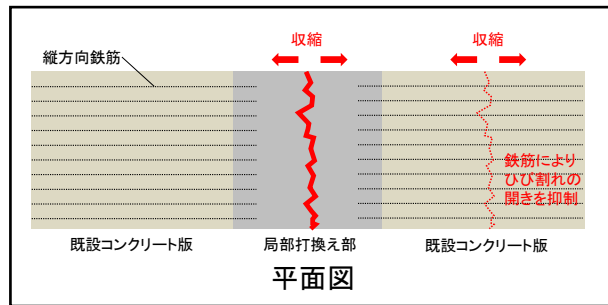 収縮
収縮
縦方向鉄筋
鉄筋により
ひび割れの
開きを抑制
既設コンクリート版
局部打換え部
既設コンクリート版
平面図